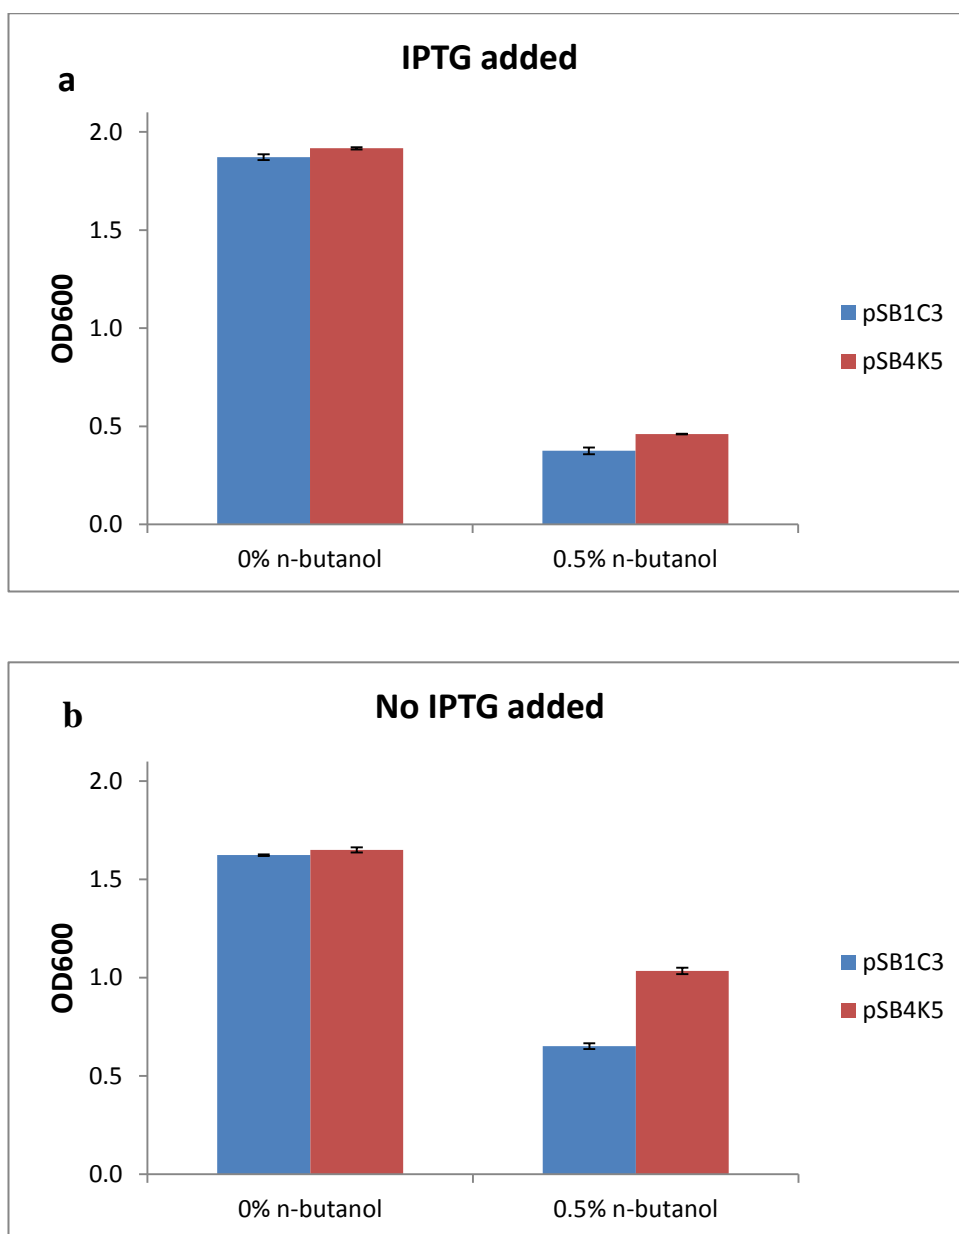 IPTG added
a
2.0
1.5
1.0
0.5
0.0
OD600
0% n-butanol
0.5% n-butanol
pSB1C3
pSB4K5
No IPTG added
b
2.0
1.5
1.0
0.5
0.0
OD600
0% n-butanol
0.5% n-butanol
pSB1C3
pSB4K5